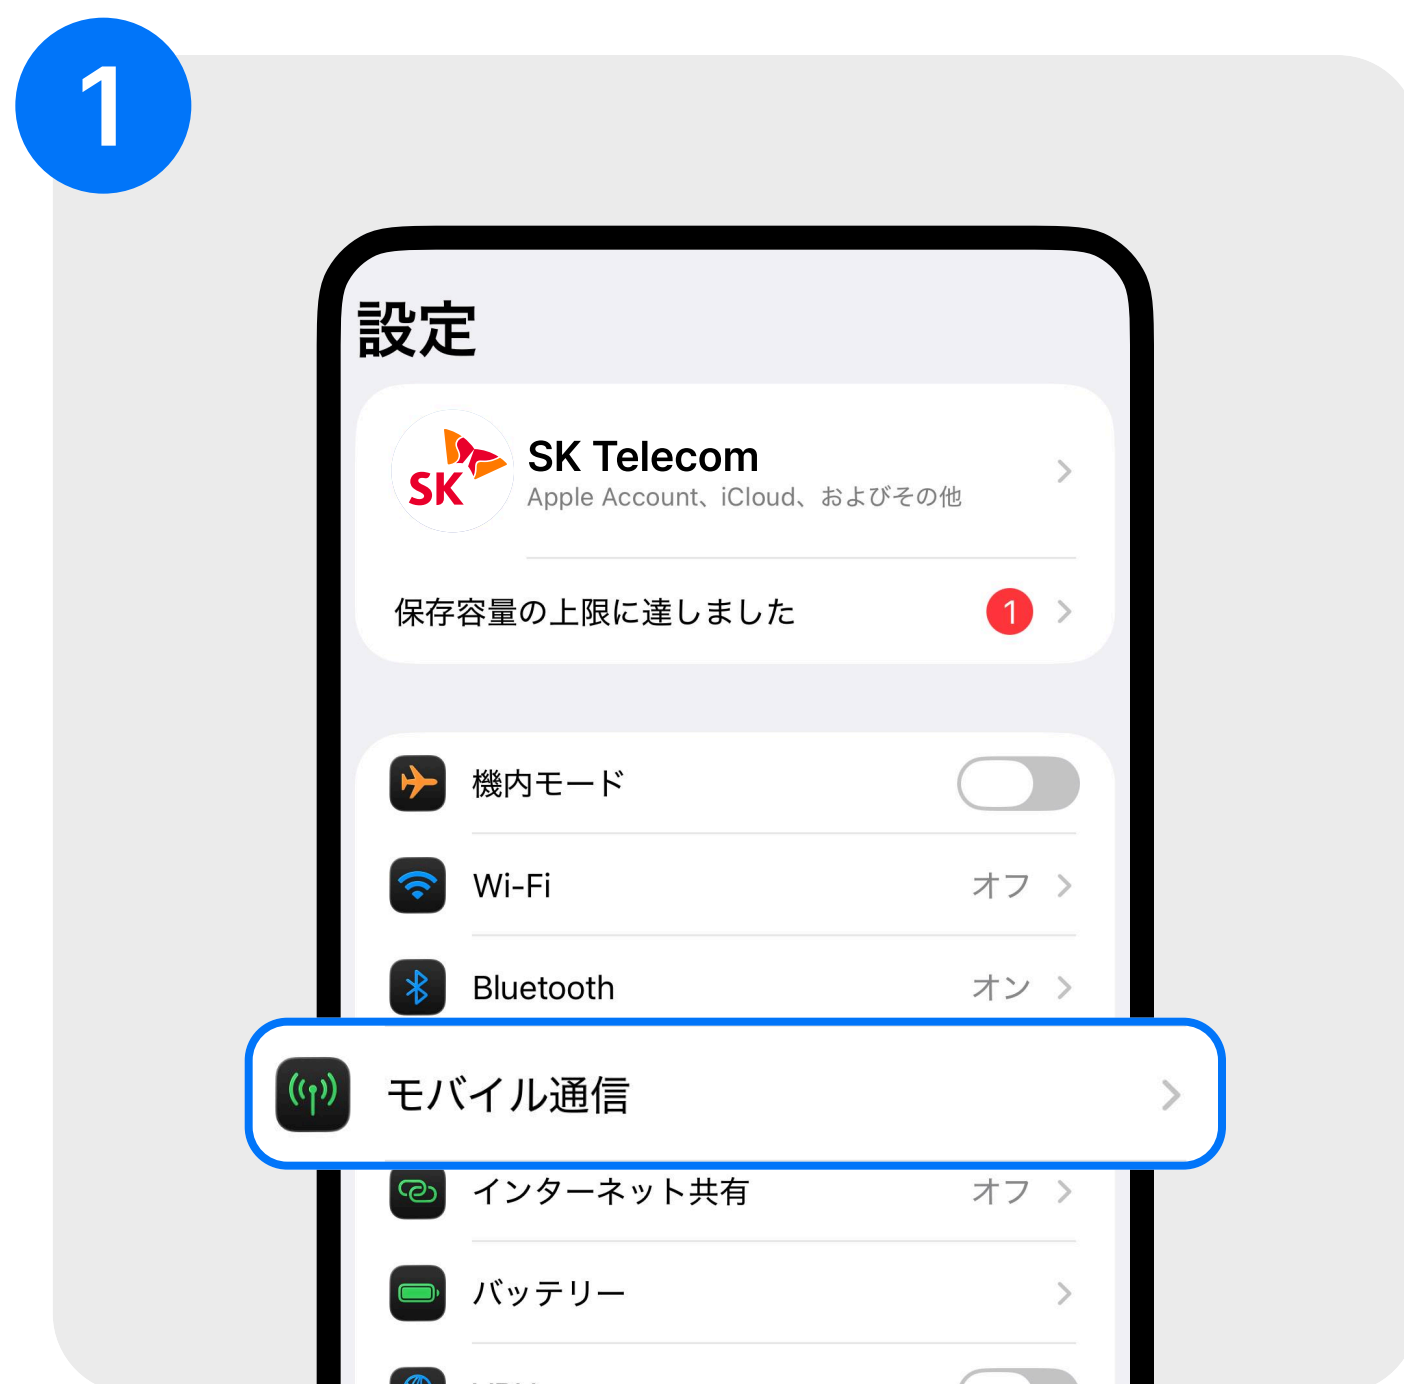 1
設定
SK
SK Telecom
Apple Account、iCloud、およびその他
保存容量の上限に達しました 1
機内モード
Wi-Fi オフ
Bluetooth オン
モバイル通信
インターネット共有 オフ
バッテリー